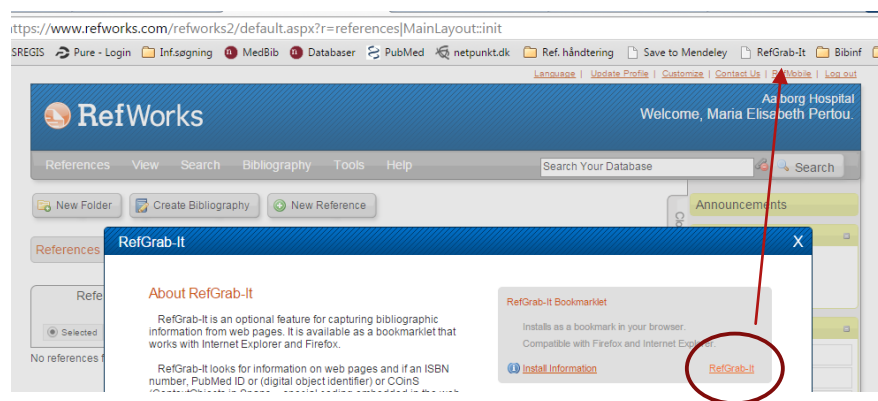 ttps://www.refworks.com/refworks2/default.aspx?r=references|MainLayout::init
SREGIS Pure - Login Inf.søgning MedBib Databaser PubMed netpunkt.dk Ref. håndtering Save to Mendeley RefGrab-It Bibinf
Language | Update Profile | Customize | Contact Us | RefMobile | Log out
RefWorks
Aalborg Hospital
Welcome, Maria Elisabeth Pertou.
References View Search Bibliography Tools Help Search Your Database Search
New Folder Create Bibliography New Reference
Announcements
References
RefGrab-It X
Refe
Selected
No references f
About RefGrab-It
RefGrab-It is an optional feature for capturing bibliographic
information from web pages. It is available as a bookmarklet that
works with Internet Explorer and Firefox.
RefGrab-It looks for information on web pages and if an ISBN
number, PubMed ID or (digital object identifier) or COinS
RefGrab-It Bookmarklet
Installs as a bookmark in your browser.
Compatible with Firefox and Internet Explorer.
Install Information RefGrab-It